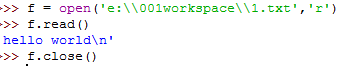 >>> f = open('e:\\001workspace\\1.txt','r')
>>> f.read()
'hello world\n'
>>> f.close()